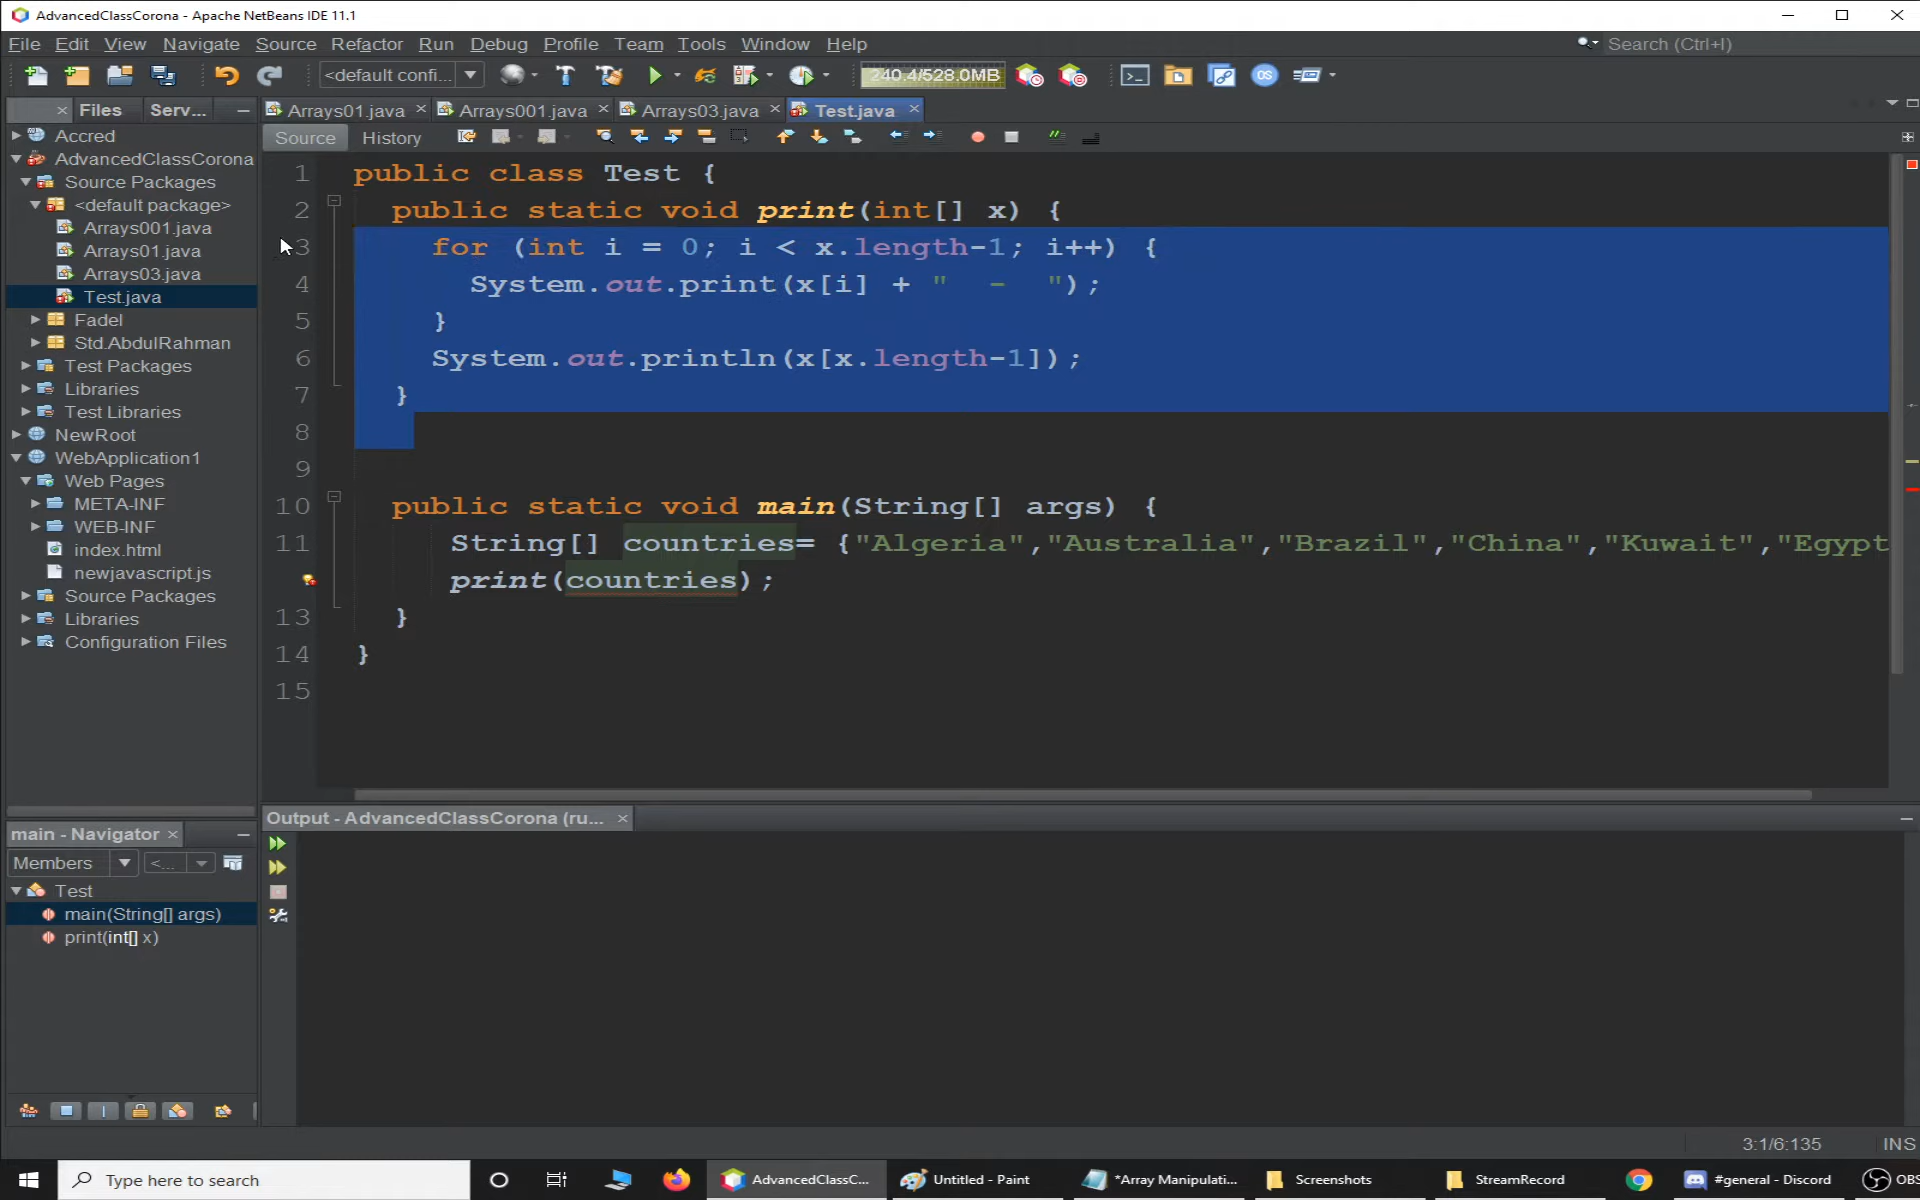 AdvancedClassCorona - Apache NetBeans IDE 11.1
File Edit View Navigate Source Refactor Run Debug Profile Team Tools Window Help
Search (Ctrl+I)
<default confi...
240.4/528.0MB
Files Serv...
Arrays01.java Arrays001.java Arrays03.java Test.java
Source History
Accred
AdvancedClassCorona
Source Packages
<default package>
Arrays001.java
Arrays01.java
Arrays03.java
Test.java
Fadel
Std.AbdulRahman
Test Packages
Libraries
Test Libraries
NewRoot
WebApplication1
Web Pages
META-INF
WEB-INF
index.html
newjavascript.js
Source Packages
Libraries
Configuration Files
1 public class Test {
2 public static void print(int[] x) {
3 for (int i = 0; i < x.length-1; i++) {
4 System.out.print(x[i] + "  -  ");
5 }
6 System.out.println(x[x.length-1]);
7 }
8
9
10 public static void main(String[] args) {
11 String[] countries= {"Algeria","Australia","Brazil","China","Kuwait","Egypt
print(countries);
13 }
14 }
15
Output - AdvancedClassCorona (ru...
main - Navigator
Members <...
Test
main(String[] args)
print(int[] x)
3:1/6:135 INS
Type here to search
AdvancedClassC...
Untitled - Paint
*Array Manipulati...
Screenshots
StreamRecord
#general - Discord
OBS